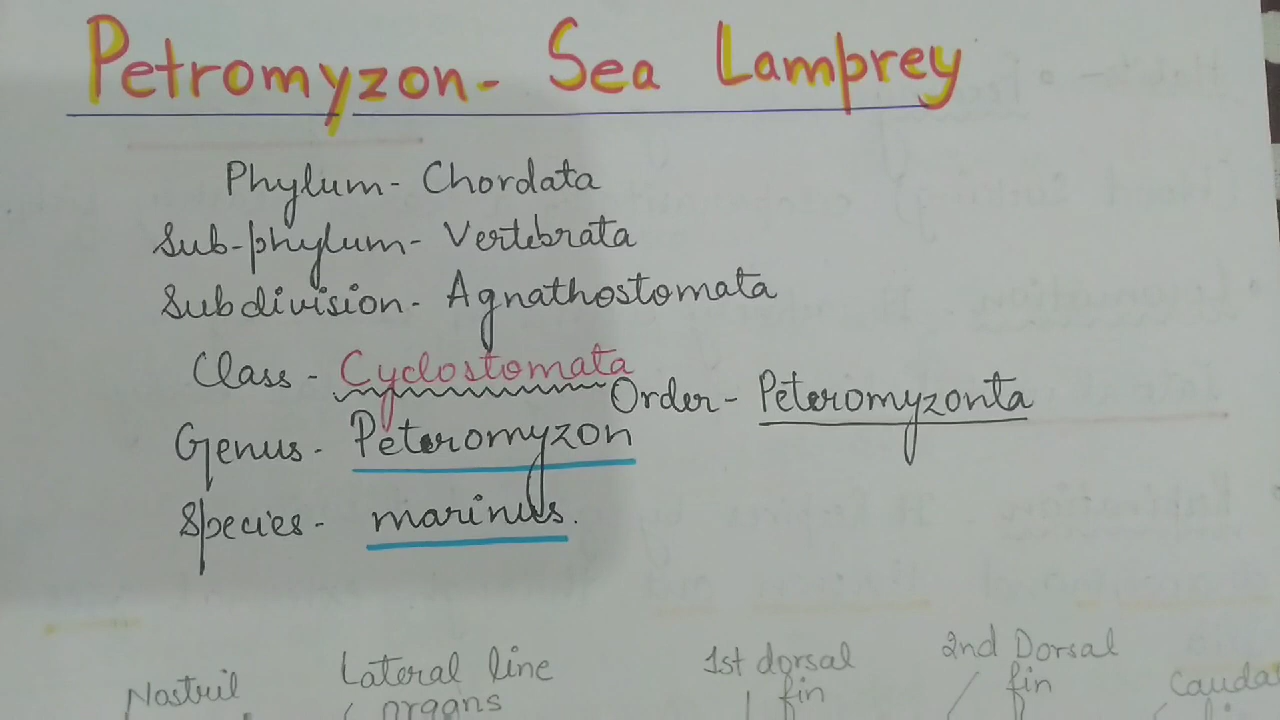 Petromyzon- Sea Lamprey
Phylum- Chordata
Sub-phylum- Vertebrata
Subdivision- Agnathostomata
Class- Cyclostomata
Order- Peteromyzonta
Genus- Peteromyzon
Species- marinus.
Nostril
Lateral line
organs
1st dorsal
fin
2nd Dorsal
fin
Cauda